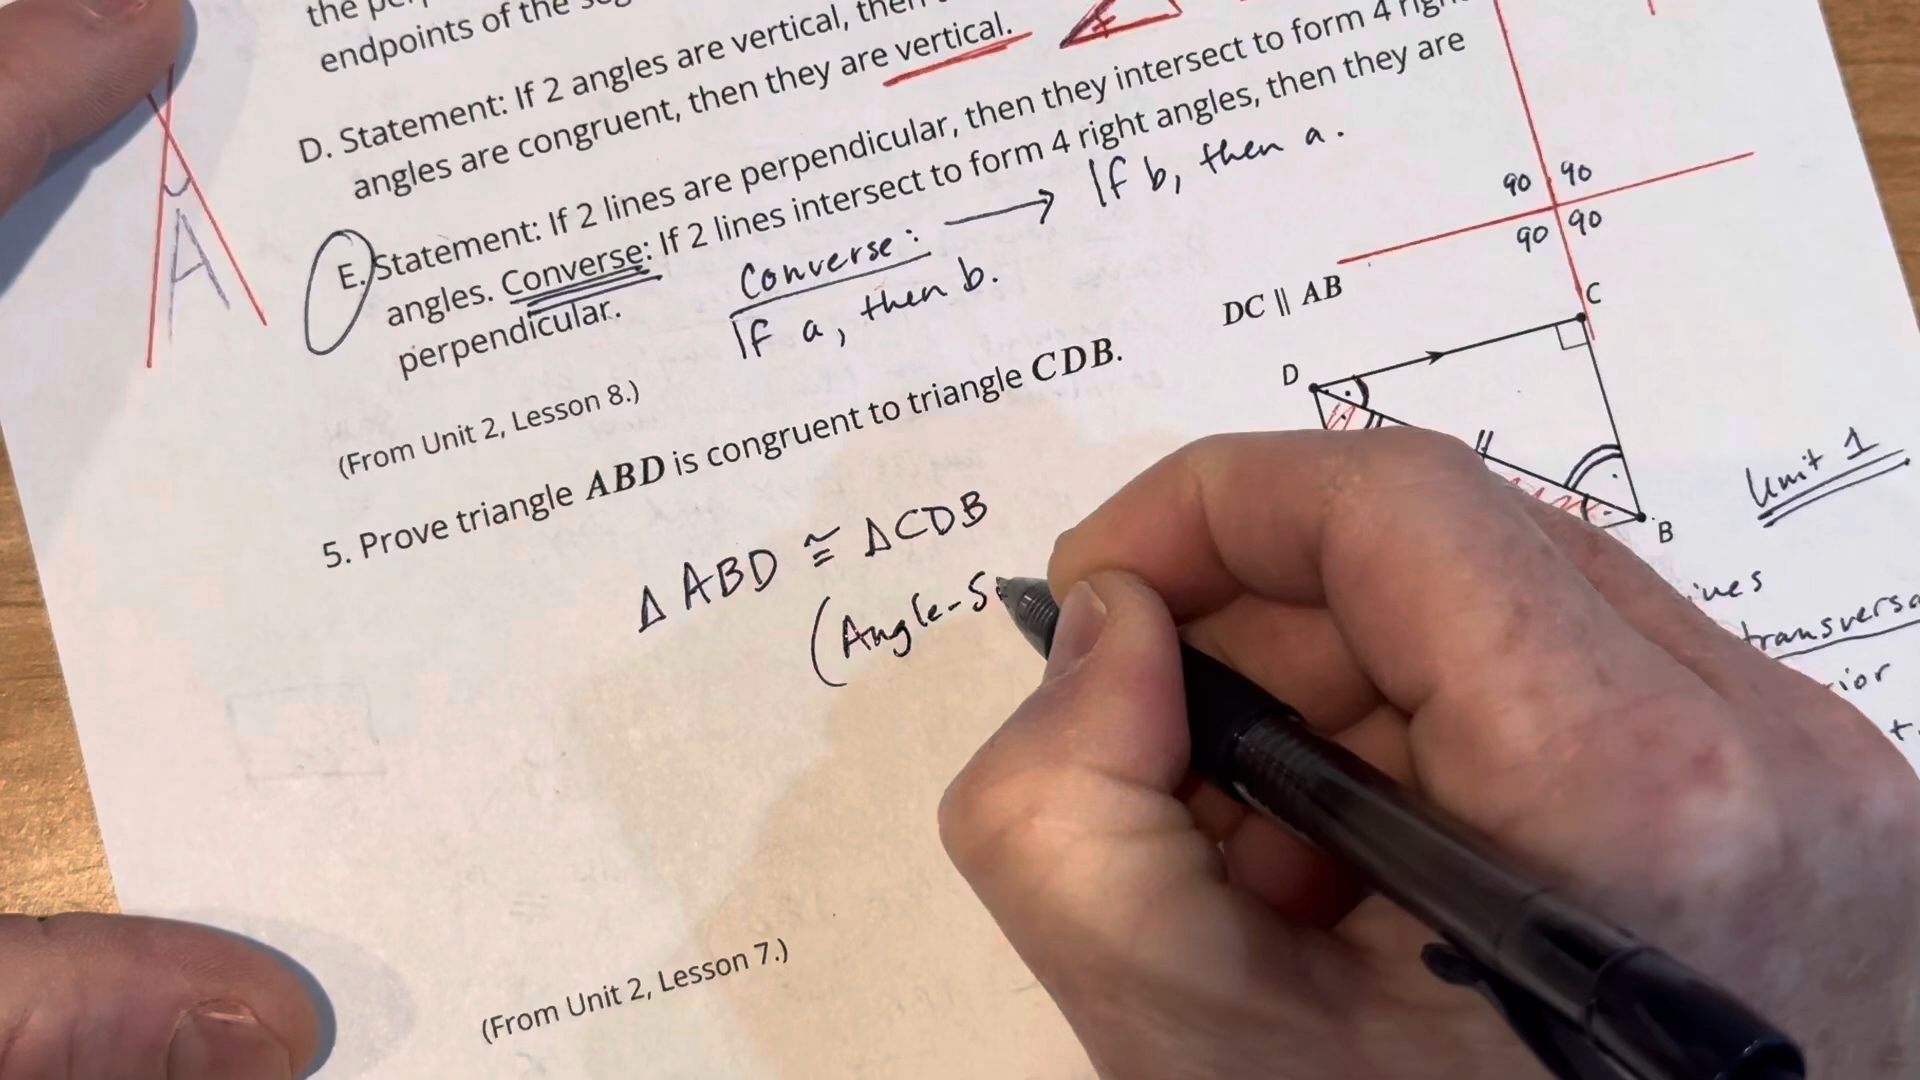 the
endpoints of the
D. Statement: If 2 angles are vertical, then
angles are congruent, then they are vertical.
E. Statement: If 2 lines are perpendicular, then they intersect to form 4
angles. Converse: If 2 lines intersect to form 4 right angles, then they are
perpendicular.
Converse: → If b, then a.
If a, then b.
A
(From Unit 2, Lesson 8.)
90 90
90 90
5. Prove triangle ABD is congruent to triangle CDB.
DC ∥ AB
C
D
B
Δ ABD ≅ Δ CDB
(Angle-S
Unit 1
(From Unit 2, Lesson 7.)